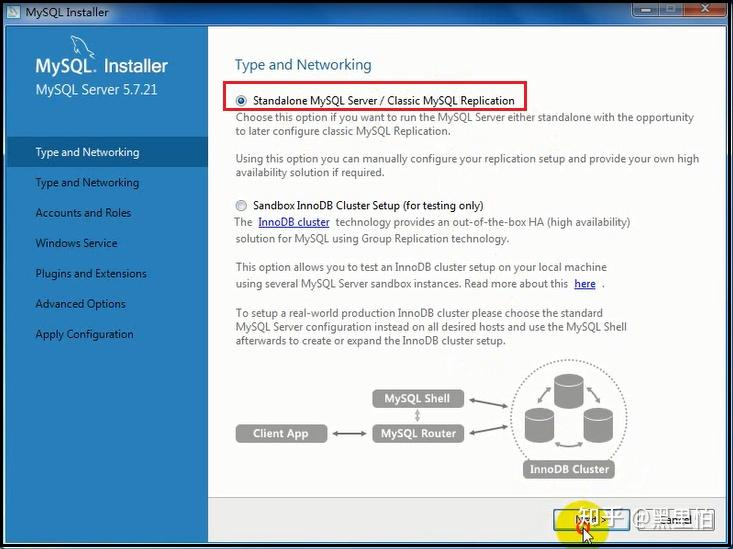 MySQL Installer
MySQL Installer
MySQL Server 5.7.21
Type and Networking
Type and Networking
Accounts and Roles
Windows Service
Plugins and Extensions
Advanced Options
Apply Configuration
Type and Networking
Standalone MySQL Server / Classic MySQL Replication
Choose this option if you want to run the MySQL Server either standalone with the opportunity
to later configure classic MySQL Replication.
Using this option you can manually configure your replication setup and provide your own high
availability solution if required.
Sandbox InnoDB Cluster Setup (for testing only)
The InnoDB cluster technology provides an out-of-the-box HA (high availability)
solution for MySQL using Group Replication technology.
This option allows you to test an InnoDB cluster setup on your local machine
using several MySQL Server sandbox instances. Read more about this here .
To setup a real-world production InnoDB cluster please choose the standard
MySQL Server configuration instead on all desired hosts and use the MySQL Shell
afterwards to create or expand the InnoDB cluster setup.
MySQL Shell
Client App
MySQL Router
InnoDB Cluster
Cancel
知乎 @黑黑陌